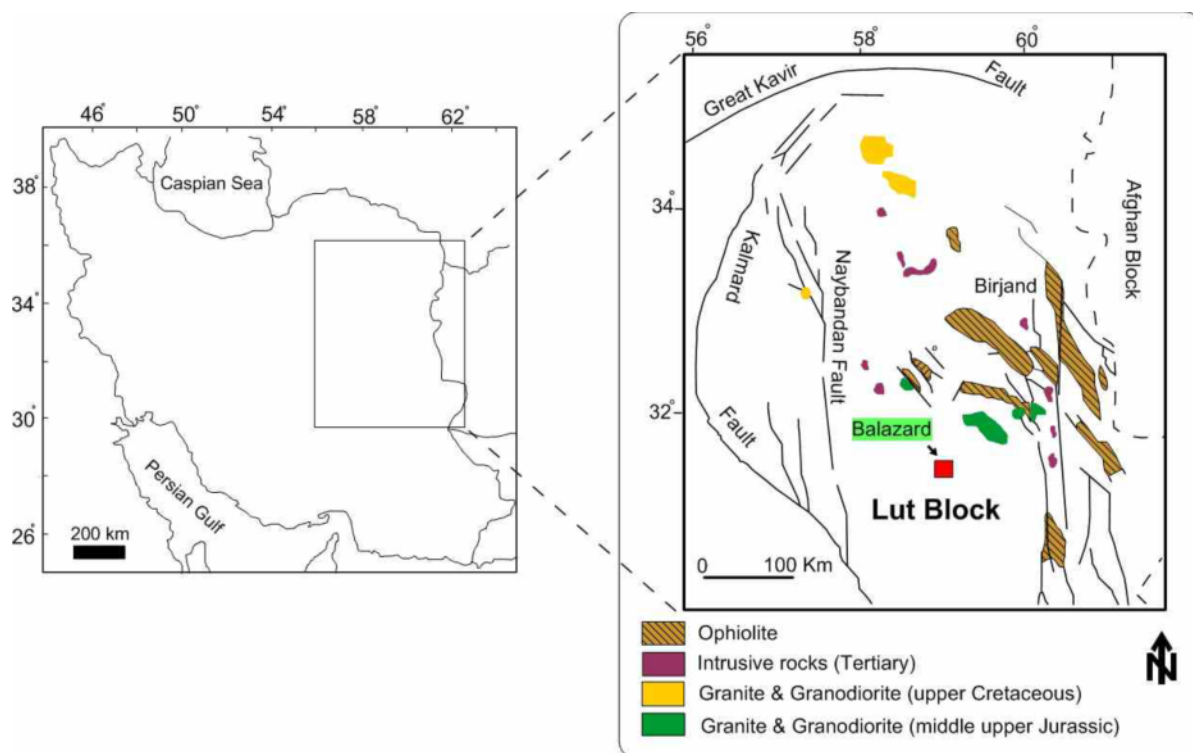 46°
50°
54°
58°
62°
38°
34°
30°
26°
Caspian Sea
Persian Gulf
200 km
56°
58°
60°
34°
32°
Great Kavir
Fault
Kalmard
Fault
Naybandan Fault
Birjand
Afghan Block
Balazard
Lut Block
0 100 Km
Ophiolite
Intrusive rocks (Tertiary)
Granite & Granodiorite (upper Cretaceous)
Granite & Granodiorite (middle upper Jurassic)
N